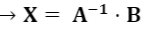 → X = A⁻¹ · B